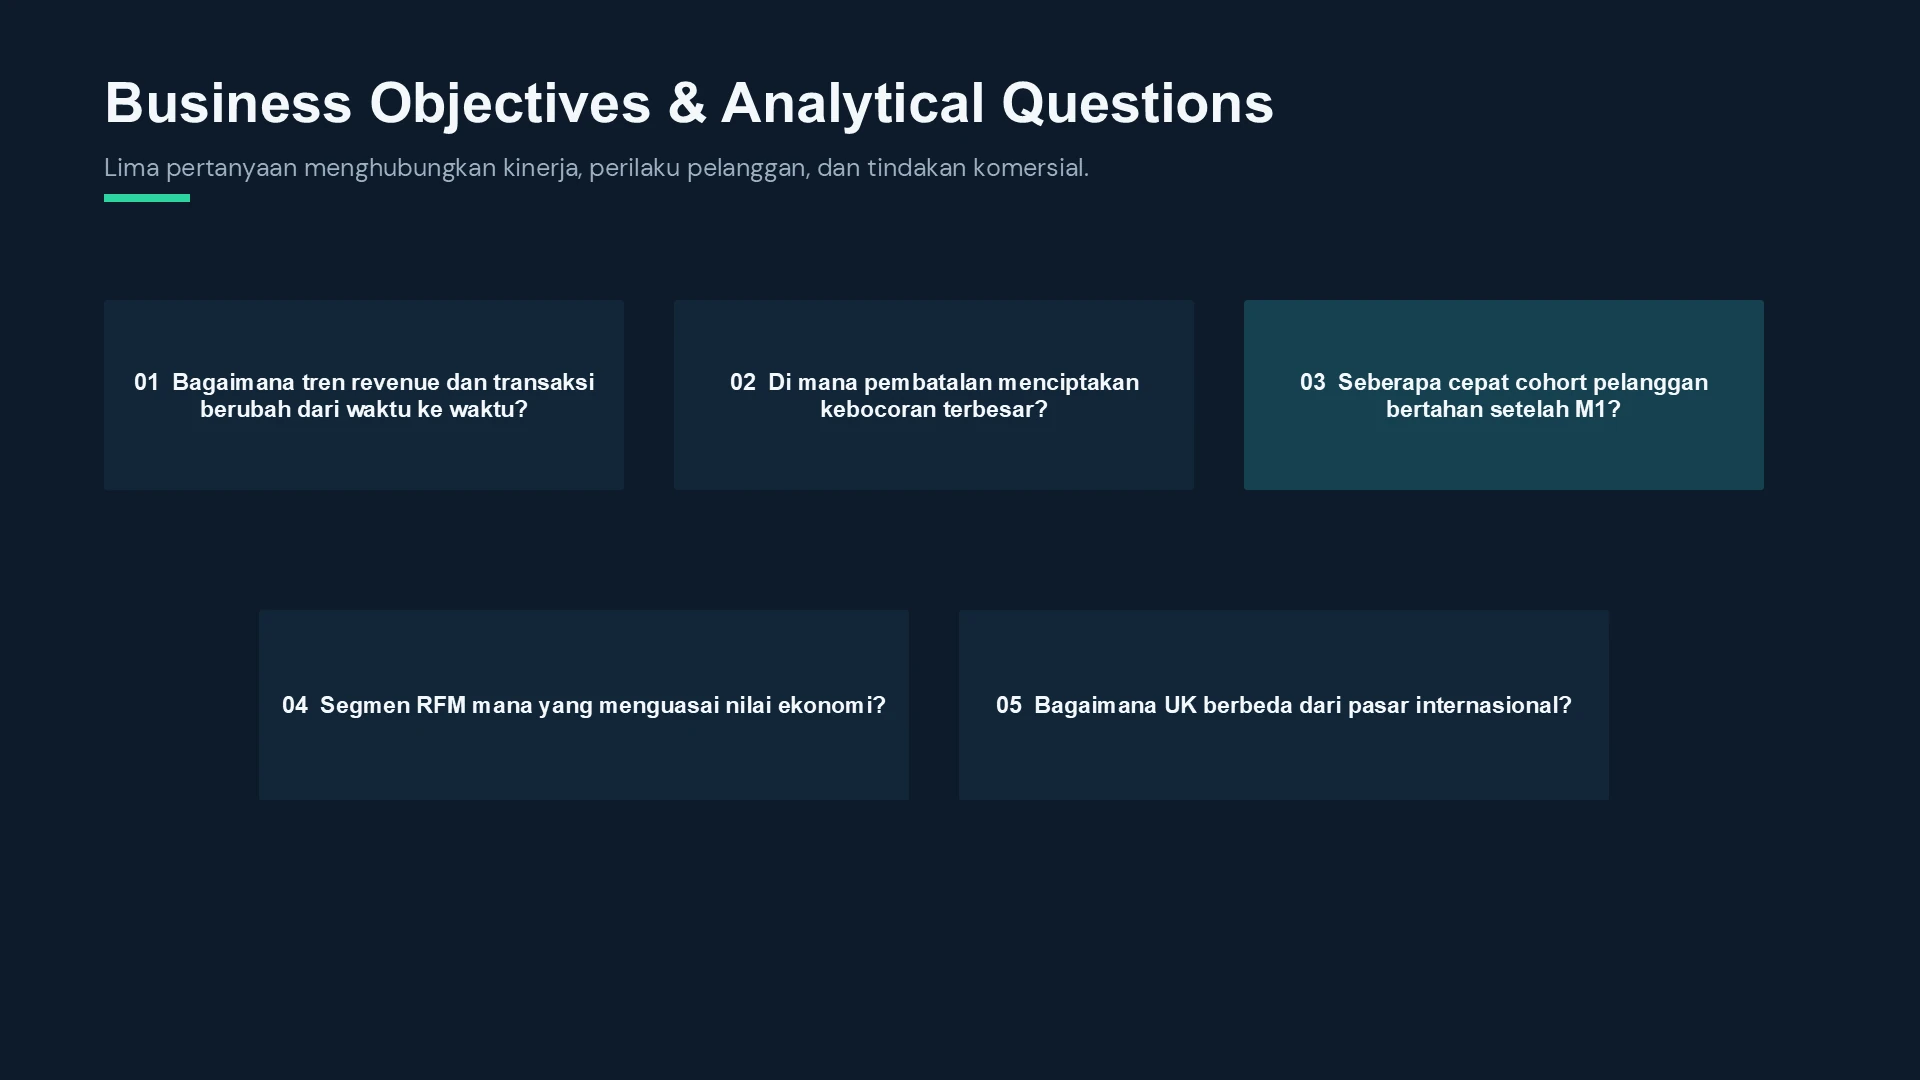 Business Objectives & Analytical Questions
Lima pertanyaan menghubungkan kinerja, perilaku pelanggan, dan tindakan komersial.
01 Bagaimana tren revenue dan transaksi
berubah dari waktu ke waktu?
02 Di mana pembatalan menciptakan
kebocoran terbesar?
03 Seberapa cepat cohort pelanggan
bertahan setelah M1?
04 Segmen RFM mana yang menguasai nilai ekonomi?
05 Bagaimana UK berbeda dari pasar internasional?